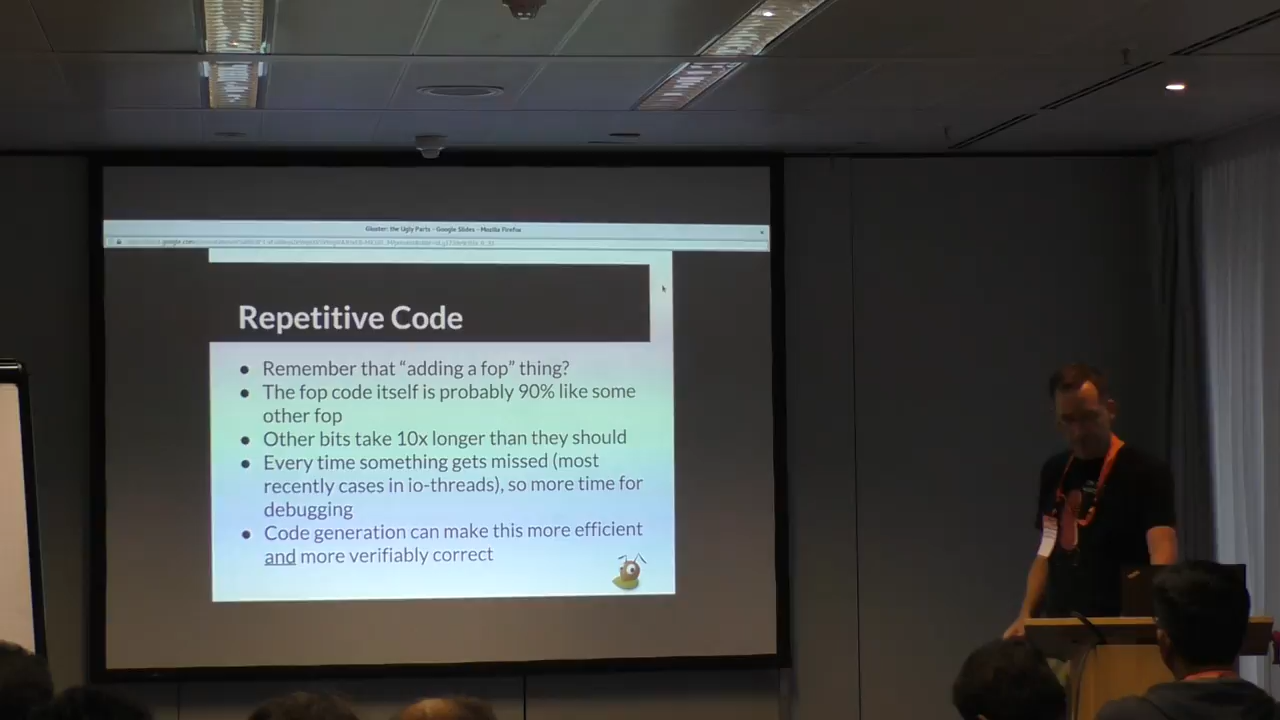 Gluster: the Ugly Parts - Google Slides - Mozilla Firefox
Repetitive Code
● Remember that “adding a fop” thing?
● The fop code itself is probably 90% like some
other fop
● Other bits take 10x longer than they should
● Every time something gets missed (most
recently cases in io-threads), so more time for
debugging
● Code generation can make this more efficient
and more verifiably correct